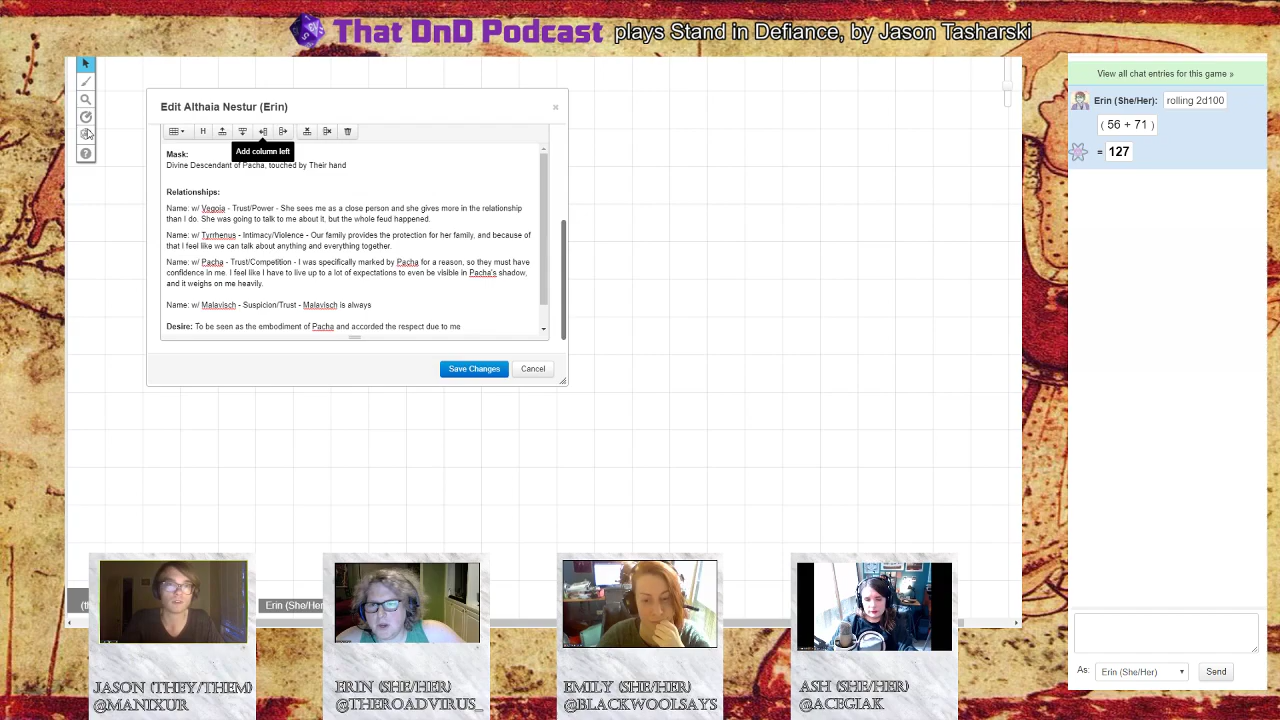 That DnD Podcast plays Stand in Defiance, by Jason Tasharski
Edit Althaia Nestur (Erin)
×
H
Add column left
Mask:
Divine Descendant of Pacha, touched by Their hand
Relationships:
Name: w/ Vegoia - Trust/Power - She sees me as a close person and she gives more in the relationship
than I do. She was going to talk to me about it, but the whole feud happened.
Name: w/ Tyrrhenus - Intimacy/Violence - Our family provides the protection for her family, and because of
that I feel like we can talk about anything and everything together.
Name: w/ Pacha - Trust/Competition - I was specifically marked by Pacha for a reason, so they must have
confidence in me. I feel like I have to live up to a lot of expectations to even be visible in Pacha's shadow,
and it weighs on me heavily.
Name: w/ Malavisch - Suspicion/Trust - Malavisch is always
Desire: To be seen as the embodiment of Pacha and accorded the respect due to me
Save Changes
Cancel
View all chat entries for this game »
Erin (She/Her): rolling 2d100
( 56 + 71 )
= 127
As: Erin (She/Her)
Send
(th
Erin (She/Her
JASON (THEY/THEM)
@MANDKUR
ERIN (SHE/HER)
@THEROADVIRUS_
EMILY (SHE/HER)
@BLACKWOOLSAYS
ASH (SHE/HER)
@ACEGIAK